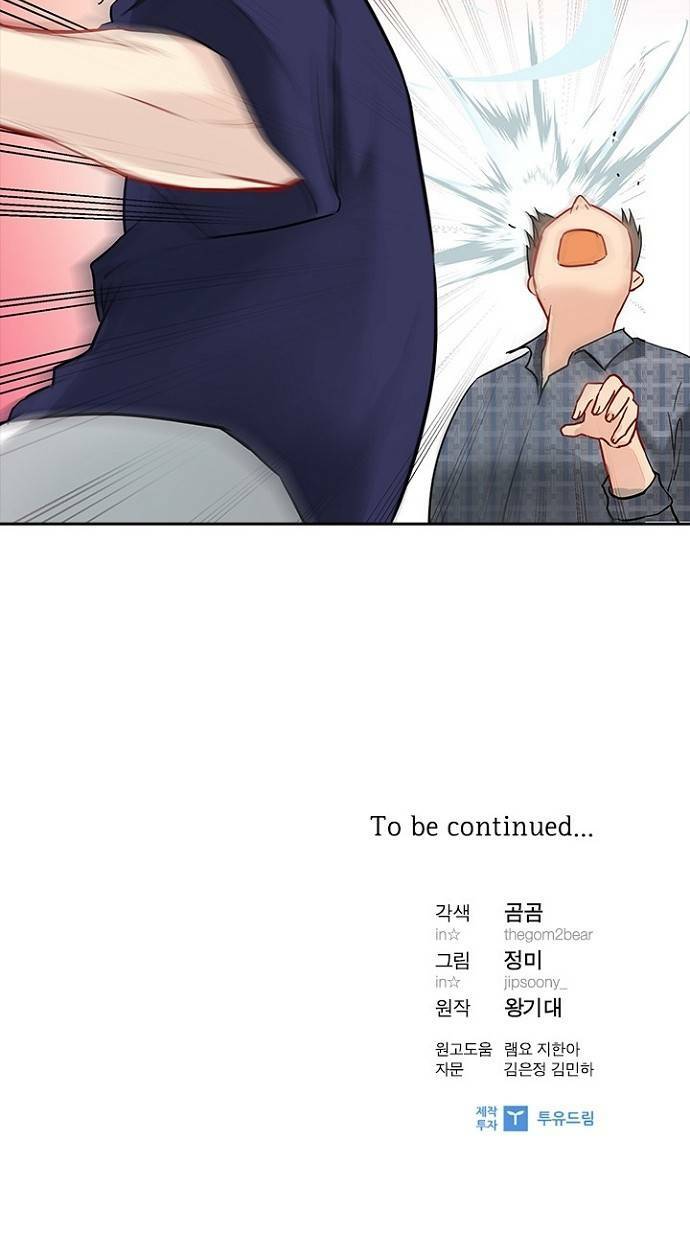 To be continued...
각색 곰곰
in☆ thegom2bear
그림 정미
in☆ jipsoony_
원작 왕기대
원고도움 램요 지한아
자문 김은정 김민하
제작 투자 투유드림